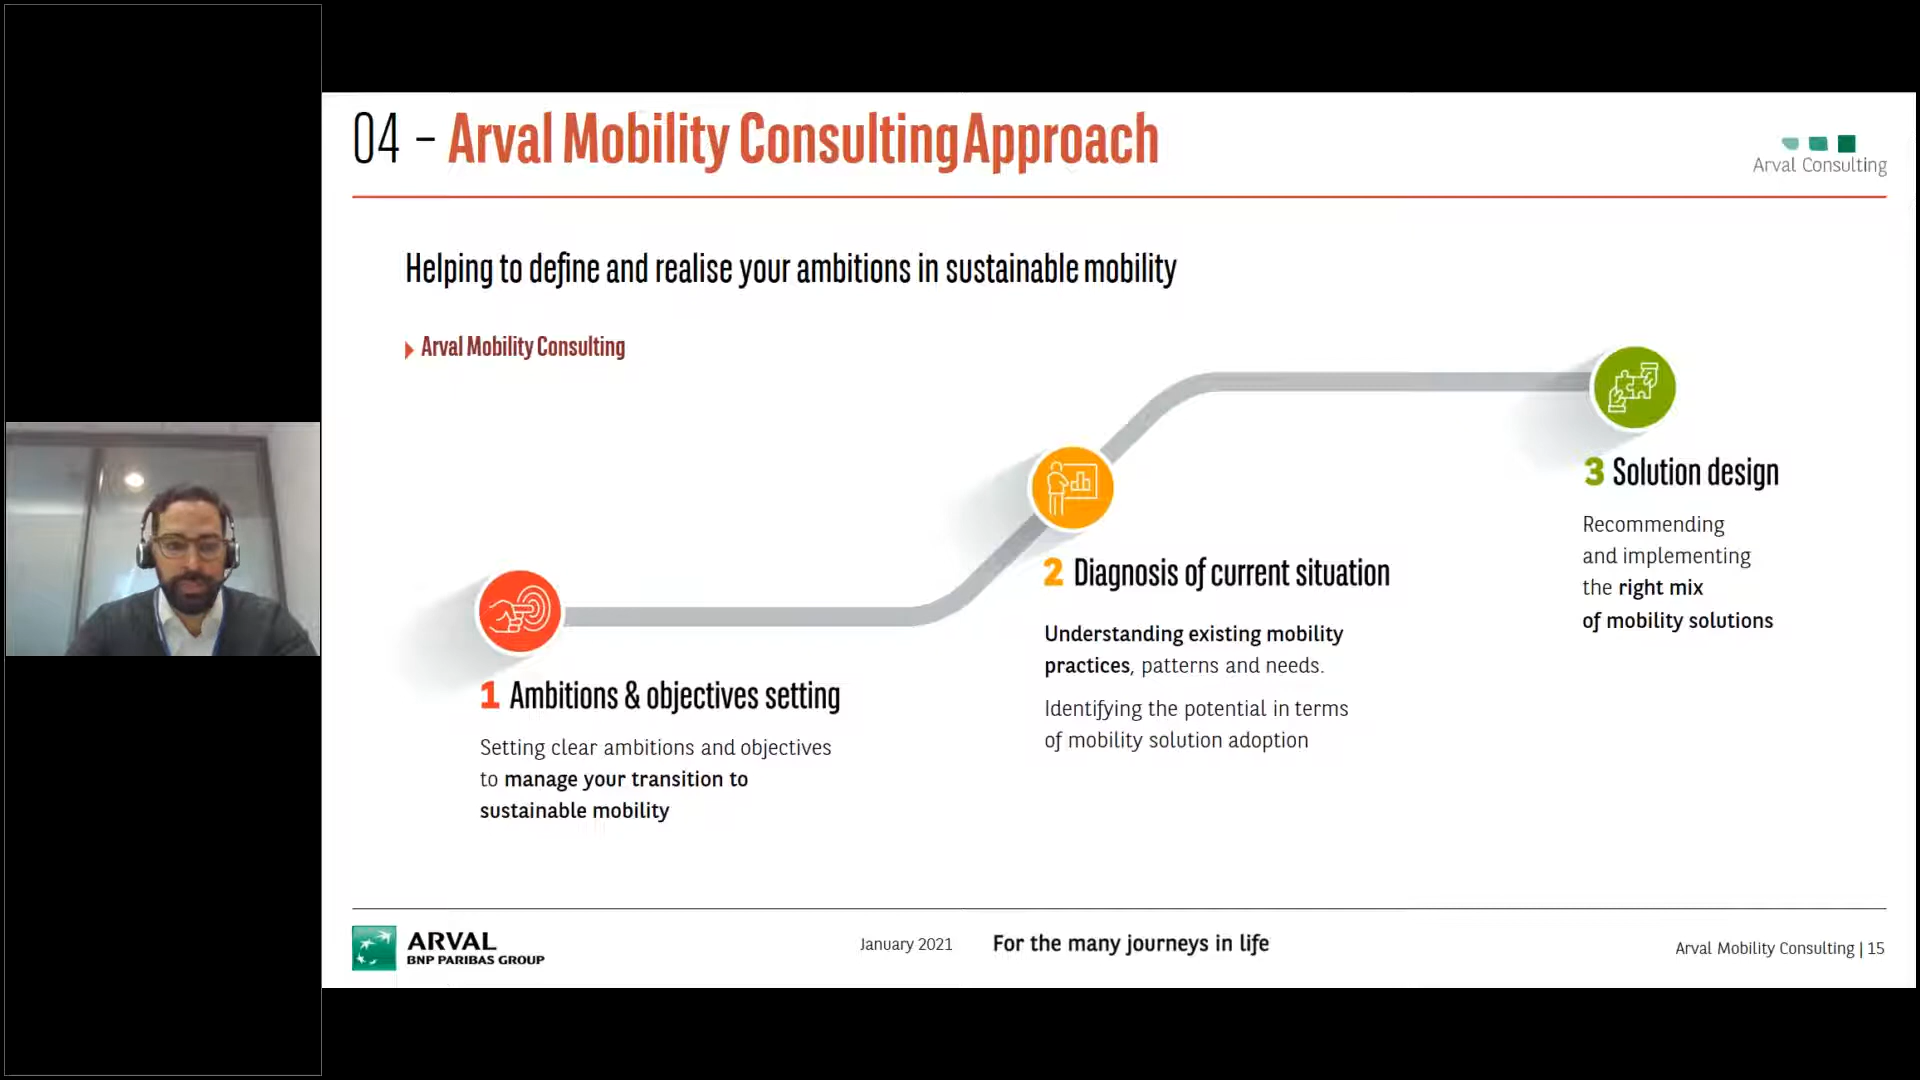 04 – Arval Mobility Consulting Approach
Arval Consulting
Helping to define and realise your ambitions in sustainable mobility
Arval Mobility Consulting
1 Ambitions & objectives setting
Setting clear ambitions and objectives
to manage your transition to
sustainable mobility
2 Diagnosis of current situation
Understanding existing mobility
practices, patterns and needs.
Identifying the potential in terms
of mobility solution adoption
3 Solution design
Recommending
and implementing
the right mix
of mobility solutions
ARVAL
BNP PARIBAS GROUP
January 2021
For the many journeys in life
Arval Mobility Consulting | 15